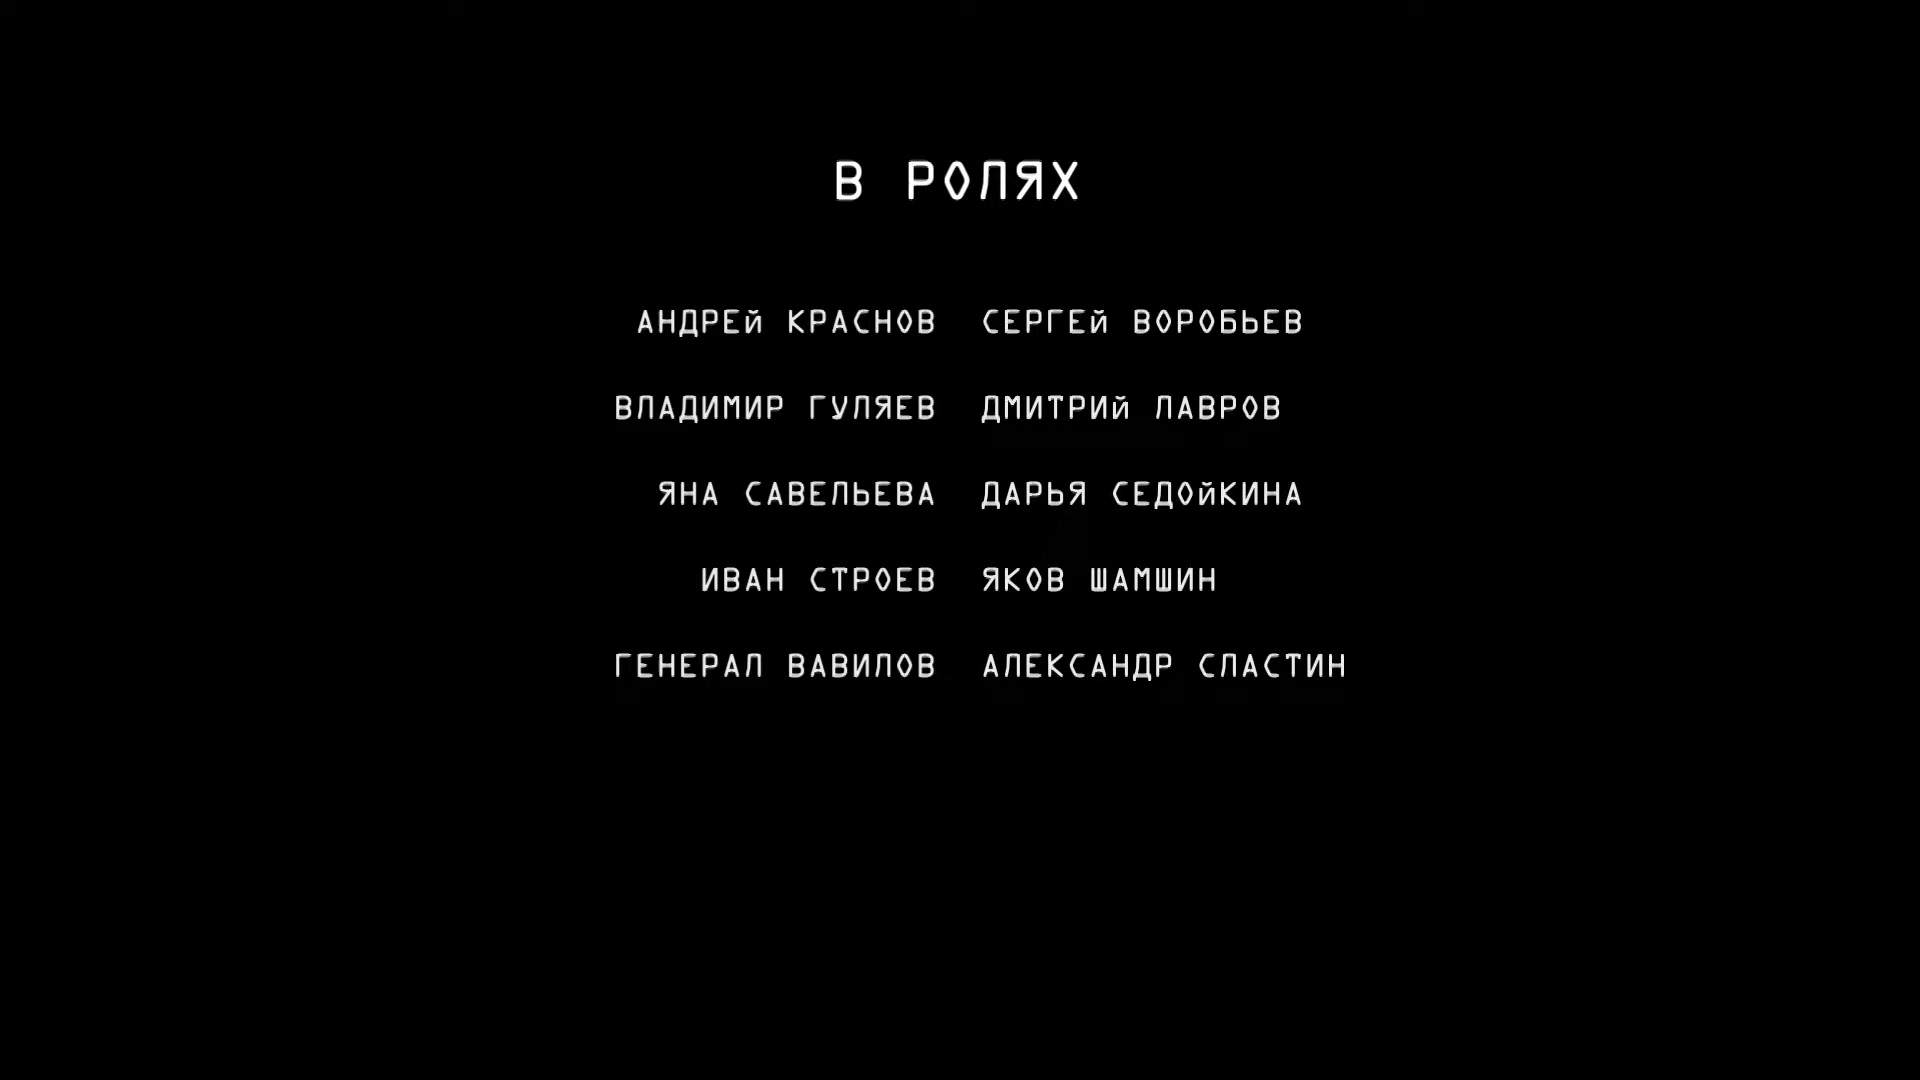 В РОЛЯХ
АНДРЕй КРАСНОВ СЕРГЕй ВОРОБЬЕВ
ВЛАДИМИР ГУЛЯЕВ ДМИТРИй ЛАВРОВ
ЯНА САВЕЛЬЕВА ДАРЬЯ СЕДОйКИНА
ИВАН СТРОЕВ ЯКОВ ШАМШИН
ГЕНЕРАЛ ВАВИЛОВ АЛЕКСАНДР СЛАСТИН